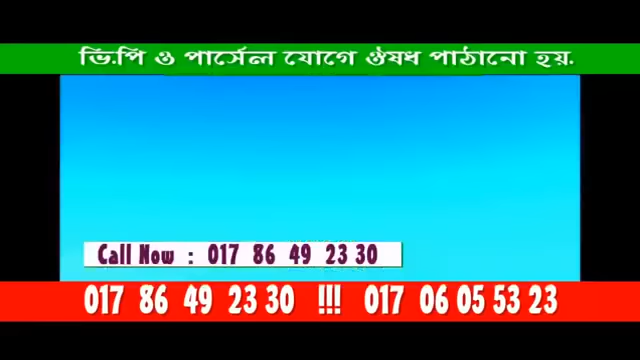 ভি.পি ও পার্সেল যোগে ঔষধ পাঠানো হয়.
Call Now : 017 86 49 23 30
017 86 49 23 30 !!! 017 06 05 53 23